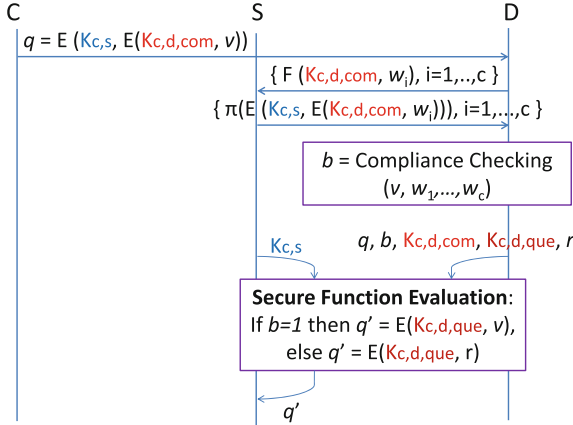 C S D
q = E (Kc,s, E(Kc,d,com, v))
{ F (Kc,d,com, wi), i=1,..,c }
{ π(E (Kc,s, E(Kc,d,com, wi))), i=1,...,c }
b = Compliance Checking
(v, w1,...,wc)
Kc,s
q, b, Kc,d,com, Kc,d,que, r
Secure Function Evaluation:
If b=1 then q' = E(Kc,d,que, v),
else q' = E(Kc,d,que, r)
q'